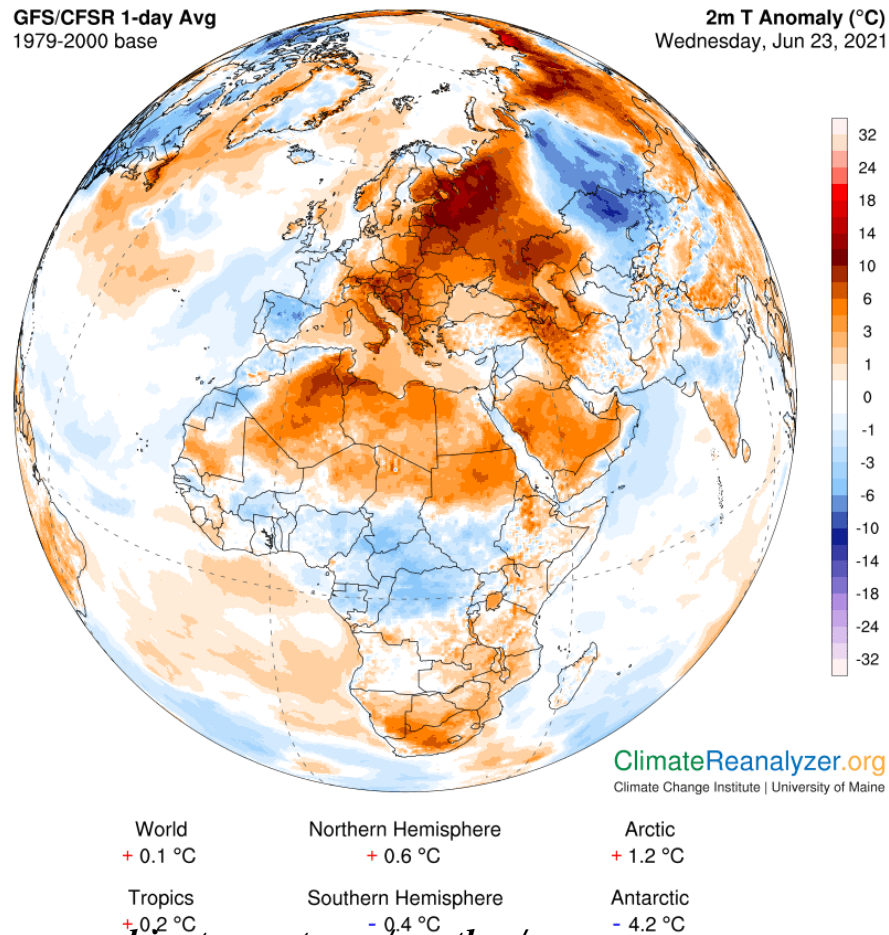 GFS/CFSR 1-day Avg
1979-2000 base
2m T Anomaly (°C)
Wednesday, Jun 23, 2021
32
24
18
14
10
6
3
1
0
-1
-3
-6
-10
-14
-18
-24
-32
ClimateReanalyzer.org
Climate Change Institute | University of Maine
World
+ 0.1 °C
Northern Hemisphere
+ 0.6 °C
Arctic
+ 1.2 °C
Tropics
+ 0.2 °C
Southern Hemisphere
- 0.4 °C
Antarctic
- 4.2 °C